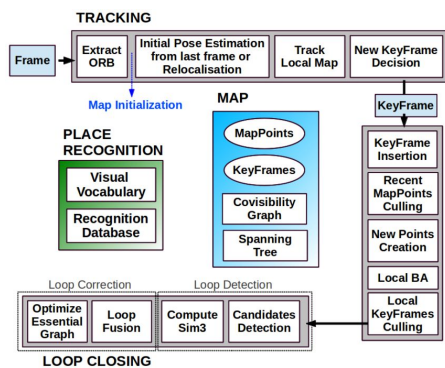 TRACKING
Frame
Extract
ORB
Initial Pose Estimation
from last frame or
Relocalisation
Track
Local Map
New KeyFrame
Decision
Map Initialization
KeyFrame
MAP
MapPoints
KeyFrames
Covisibility
Graph
Spanning
Tree
PLACE
RECOGNITION
Visual
Vocabulary
Recognition
Database
KeyFrame
Insertion
Recent
MapPoints
Culling
New Points
Creation
Local BA
Local
KeyFrames
Culling
Loop Correction
Loop Detection
Optimize
Essential
Graph
Loop
Fusion
Compute
Sim3
Candidates
Detection
LOOP CLOSING